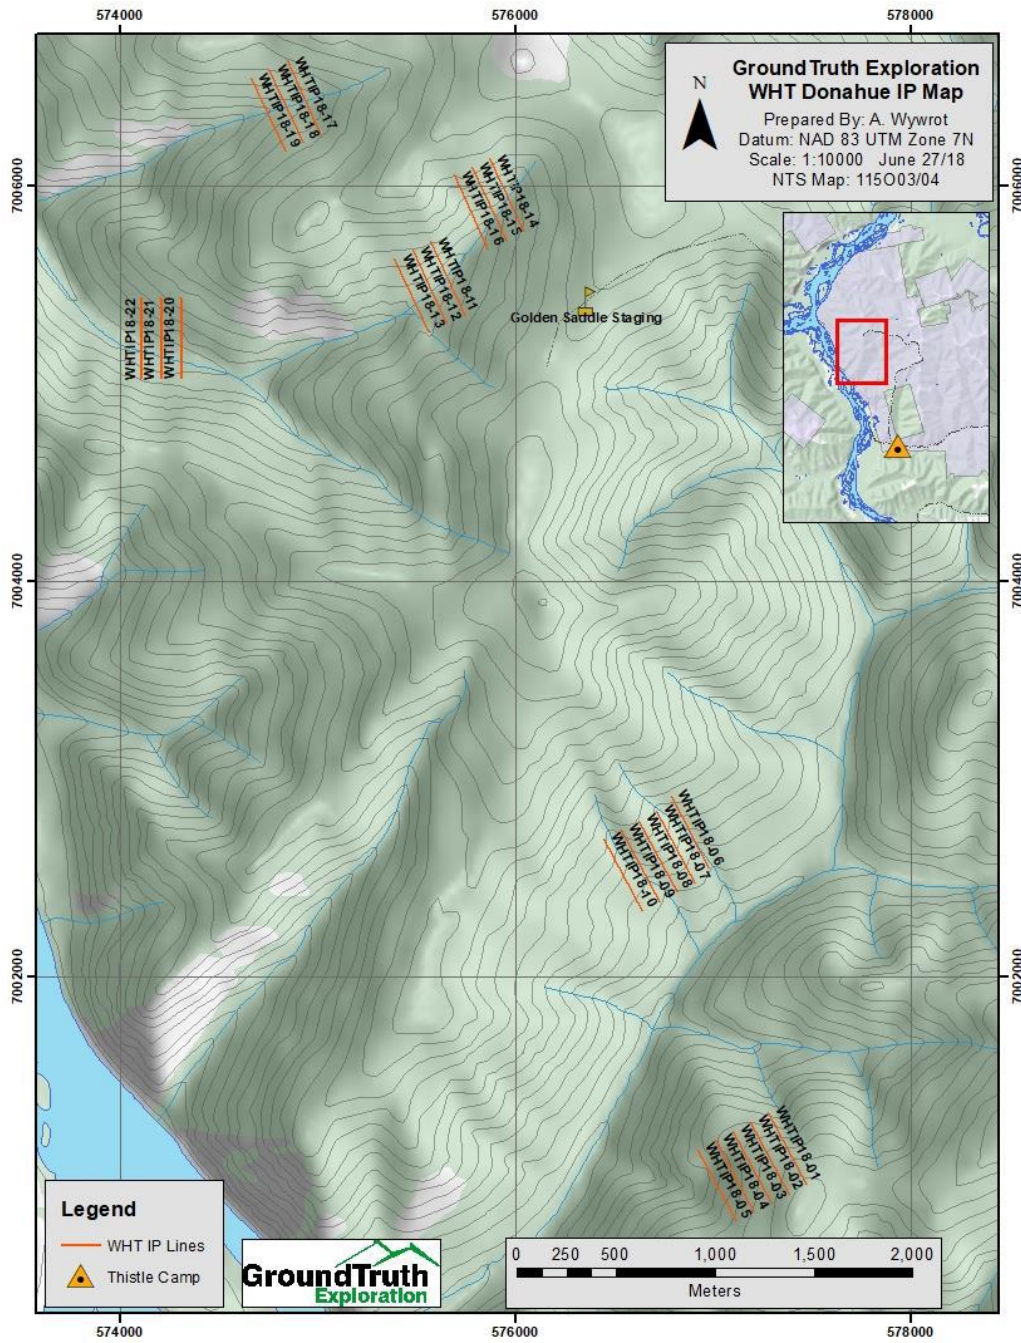 574000
576000
578000
GroundTruth Exploration
WHT Donahue IP Map
Prepared By: A. Wywrot
Datum: NAD 83 UTM Zone 7N
Scale: 1:10000 June 27/18
NTS Map: 115O03/04
N
WHTIP18-17
WHTIP18-18
WHTIP18-19
7006000
7006000
WHTIP18-14
WHTIP18-15
WHTIP18-16
WHTIP18-11
WHTIP18-12
WHTIP18-13
WHTIP18-22
WHTIP18-21
WHTIP18-20
Golden Saddle Staging
7004000
7004000
WHTIP18-06
WHTIP18-07
WHTIP18-08
WHTIP18-09
WHTIP18-10
7002000
7002000
WHTIP18-01
WHTIP18-02
WHTIP18-03
WHTIP18-04
WHTIP18-05
Legend
WHT IP Lines
Thistle Camp
GroundTruth
Exploration
0 250 500 1,000 1,500 2,000
Meters
574000
576000
578000